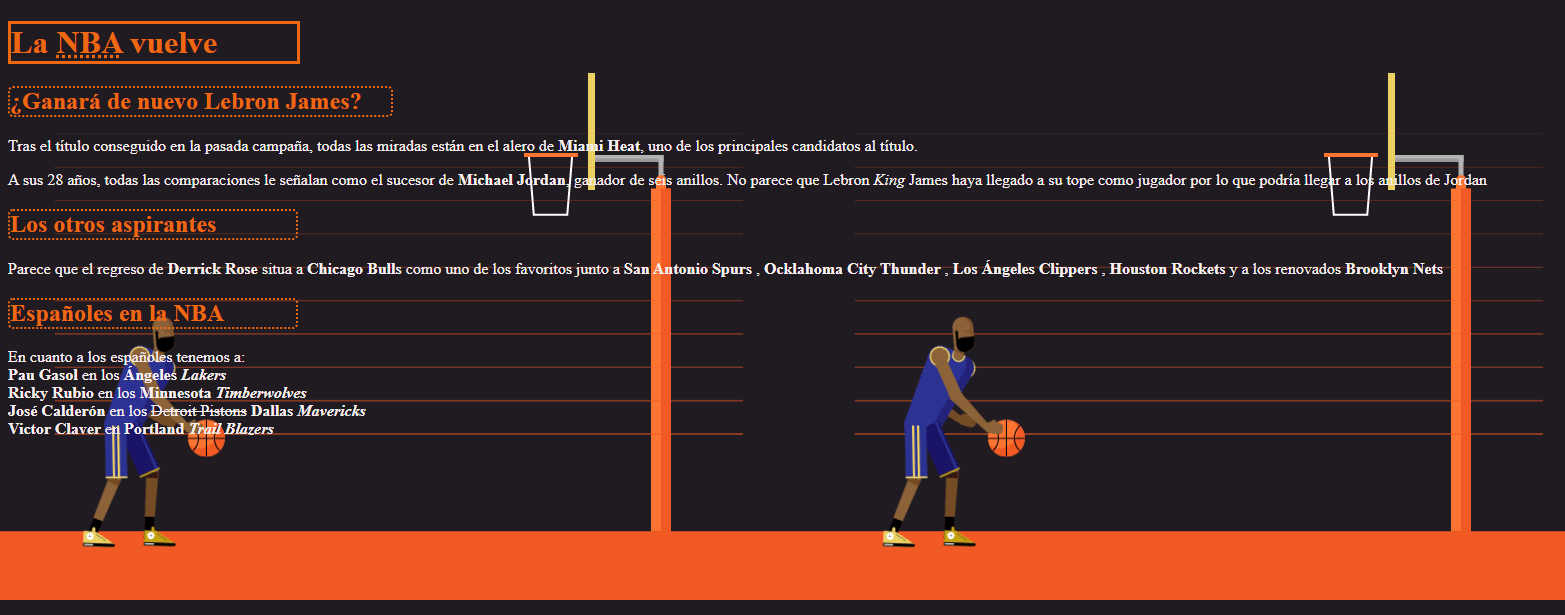 La NBA vuelve
¿Ganará de nuevo Lebron James?
Tras el título conseguido en la pasada campaña, todas las miradas están en el alero de Miami Heat, uno de los principales candidatos al título.
A sus 28 años, todas las comparaciones le señalan como el sucesor de Michael Jordan, ganador de seis anillos. No parece que Lebron King James haya llegado a su tope como jugador por lo que podría llegar a los anillos de Jordan
Los otros aspirantes
Parece que el regreso de Derrick Rose situa a Chicago Bulls como uno de los favoritos junto a San Antonio Spurs , Ocklahoma City Thunder , Los Ángeles Clippers , Houston Rockets y a los renovados Brooklyn Nets
Españoles en la NBA
En cuanto a los españoles tenemos a:
Pau Gasol en los Ángeles Lakers
Ricky Rubio en los Minnesota Timberwolves
José Calderón en los Detroit Pistons Dallas Mavericks
Victor Claver en Portland Trail Blazers